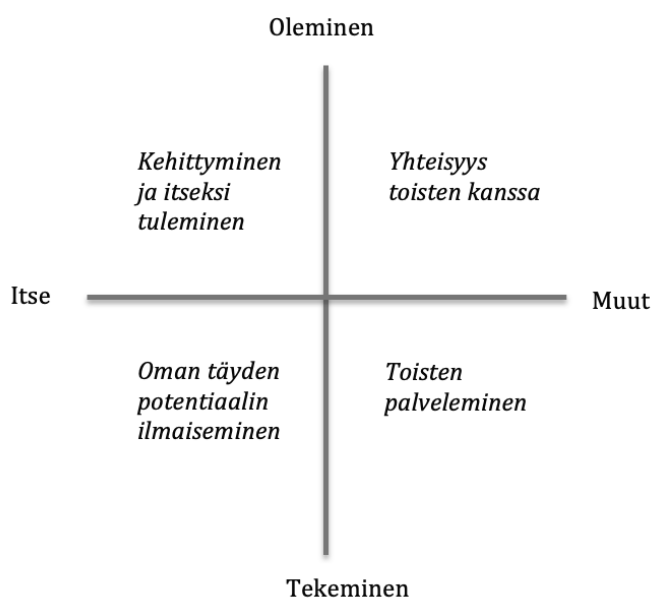 Oleminen
Kehittyminen
ja itseksi
tuleminen
Yhteisyys
toisten kanssa
Itse
Muut
Oman täyden
potentiaalin
ilmaiseminen
Toisten
palveleminen
Tekeminen